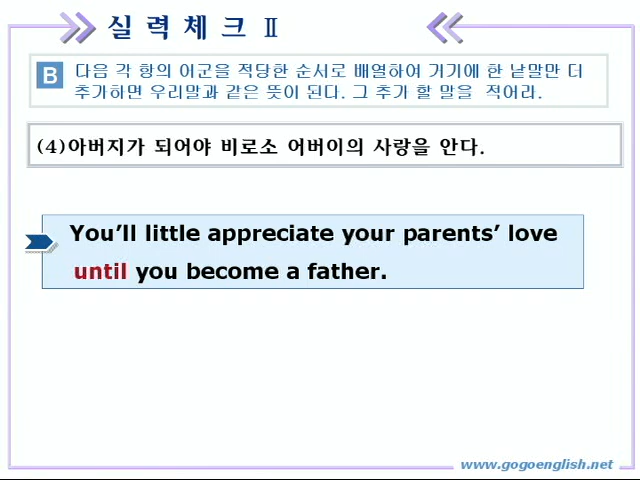 실 력 체 크 Ⅱ
B 다음 각 항의 어군을 적당한 순서로 배열하여 거기에 한 낱말만 더
추가하면 우리말과 같은 뜻이 된다. 그 추가 할 말을 적어라.
(4)아버지가 되어야 비로소 어버이의 사랑을 안다.
You’ll little appreciate your parents’ love
until you become a father.
www.gogoenglish.net